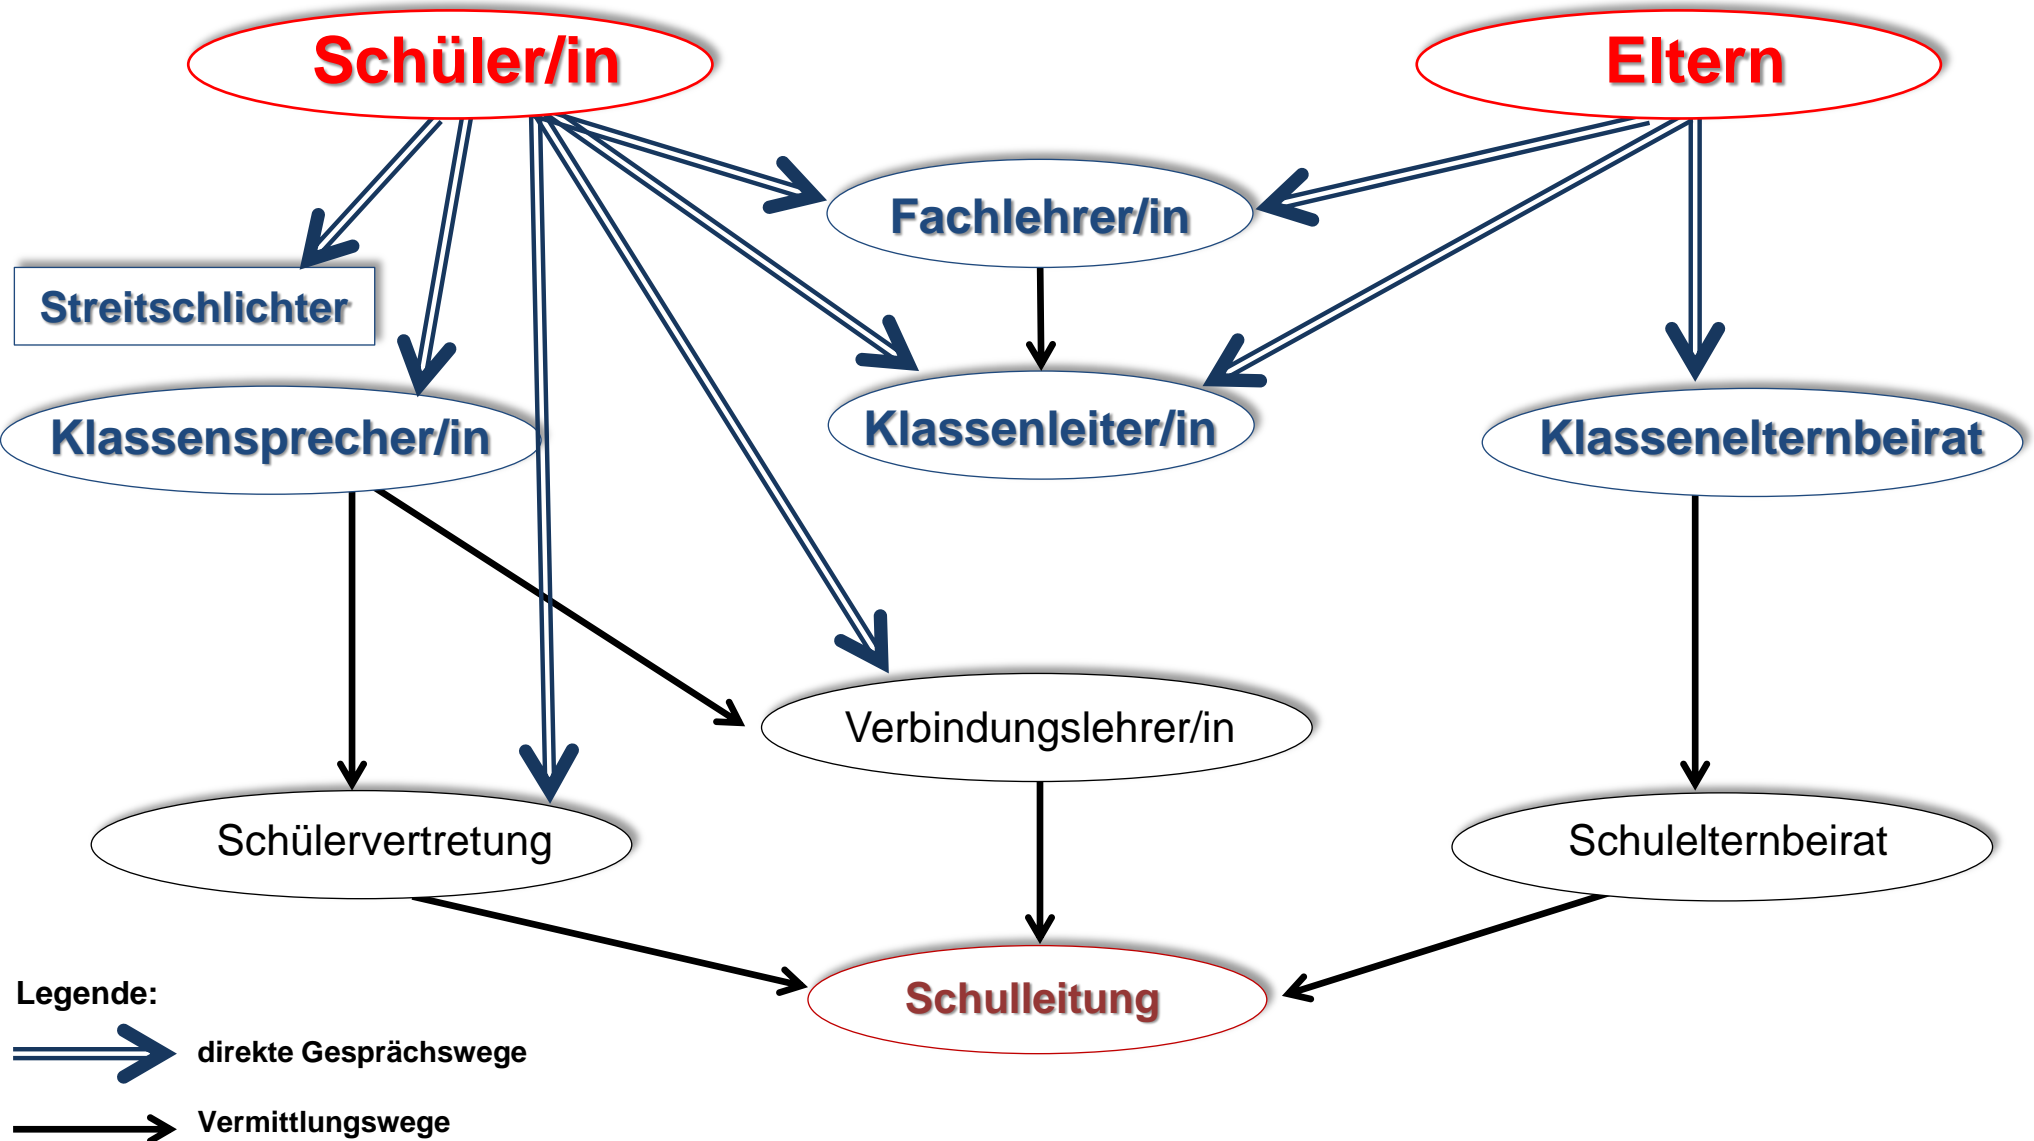 Schüler/in
Eltern
Fachlehrer/in
Streitschlichter
Klassensprecher/in
Klassenleiter/in
Klassenelternbeirat
Verbindungslehrer/in
Schülervertretung
Schulelternbeirat
Schulleitung
Legende:
direkte Gesprächswege
Vermittlungswege